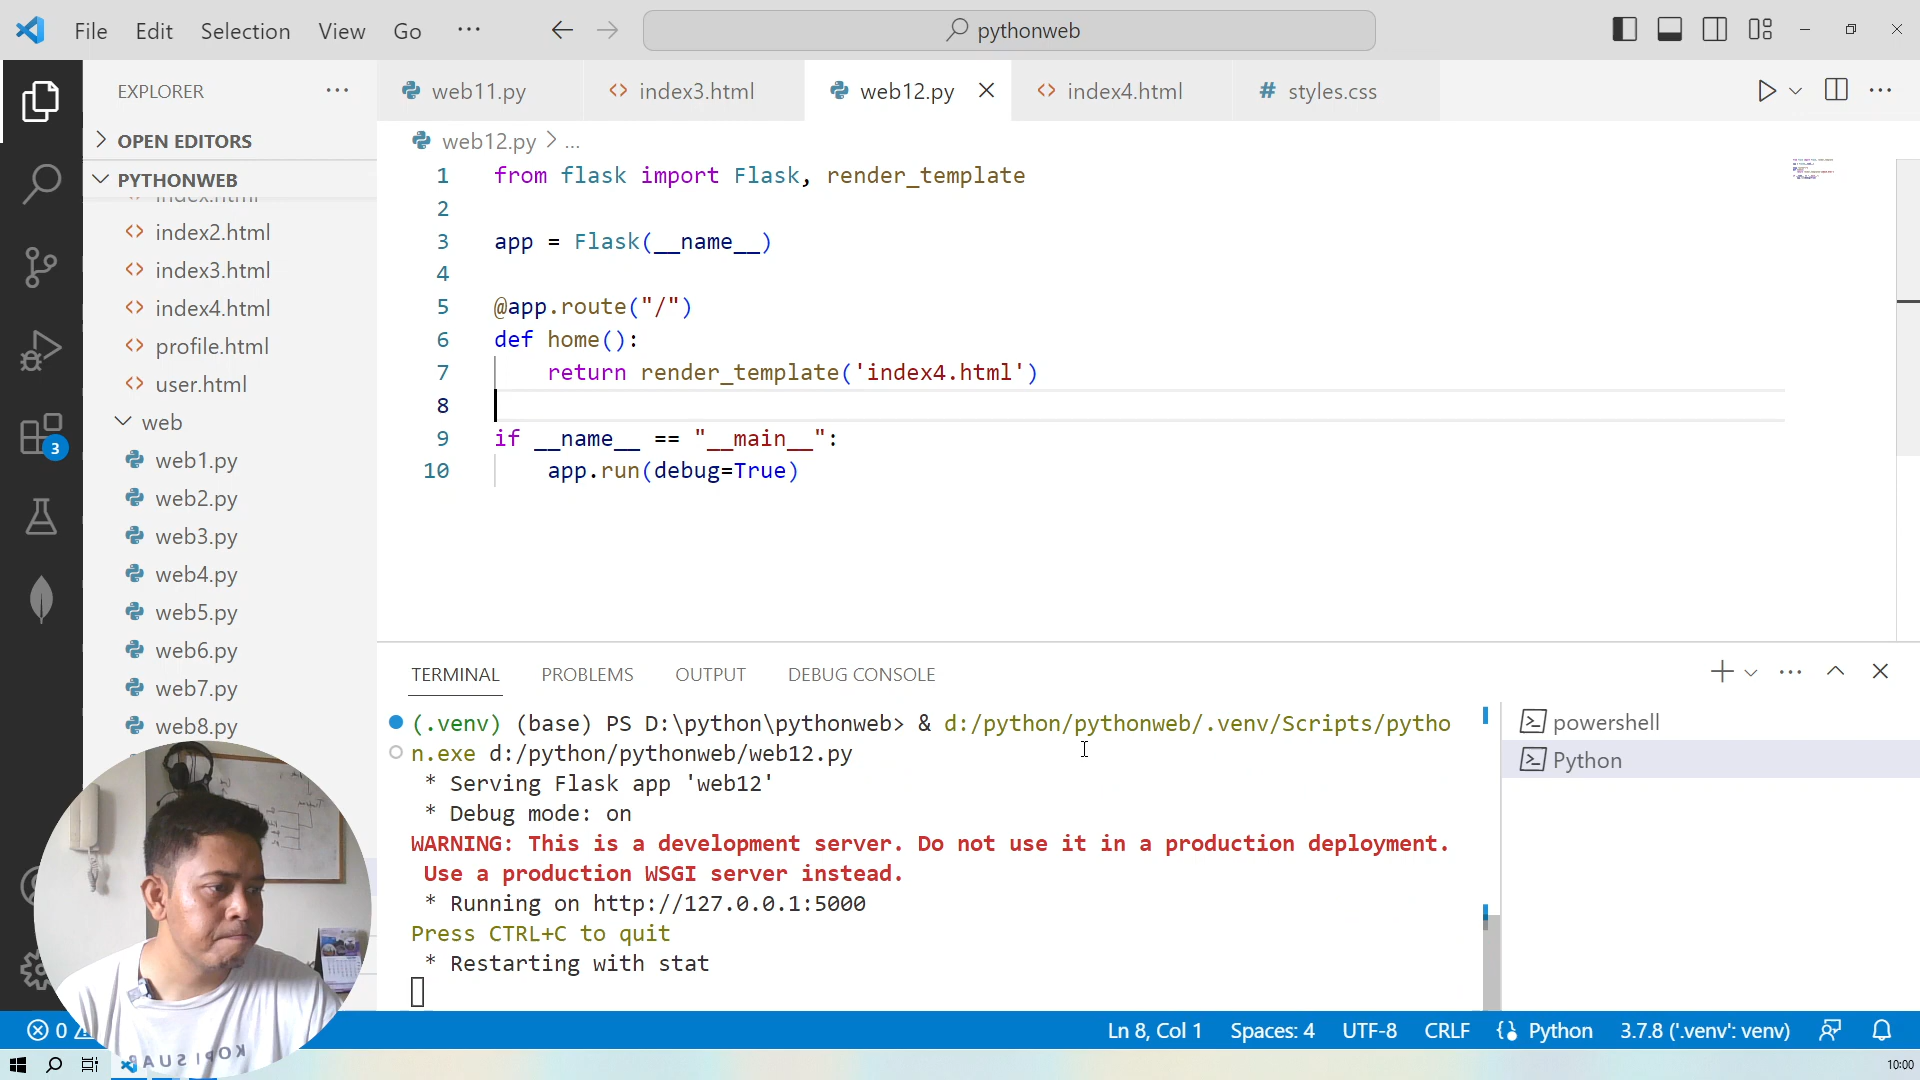 File Edit Selection View Go ...
pythonweb
EXPLORER
OPEN EDITORS
PYTHONWEB
index.html
index2.html
index3.html
index4.html
profile.html
user.html
web
web1.py
web2.py
web3.py
web4.py
web5.py
web6.py
web7.py
web8.py
3
web11.py
index3.html
web12.py
index4.html
# styles.css
web12.py > ...
1 from flask import Flask, render_template
2
3 app = Flask(__name__)
4
5 @app.route("/")
6 def home():
7 return render_template('index4.html')
8
9 if __name__ == "__main__":
10 app.run(debug=True)
TERMINAL PROBLEMS OUTPUT DEBUG CONSOLE
(.venv) (base) PS D:\python\pythonweb> & d:/python/pythonweb/.venv/Scripts/pytho
n.exe d:/python/pythonweb/web12.py
* Serving Flask app 'web12'
* Debug mode: on
WARNING: This is a development server. Do not use it in a production deployment.
Use a production WSGI server instead.
* Running on http://127.0.0.1:5000
Press CTRL+C to quit
* Restarting with stat
powershell
Python
0
Ln 8, Col 1 Spaces: 4 UTF-8 CRLF Python 3.7.8 ('.venv': venv)
10:00